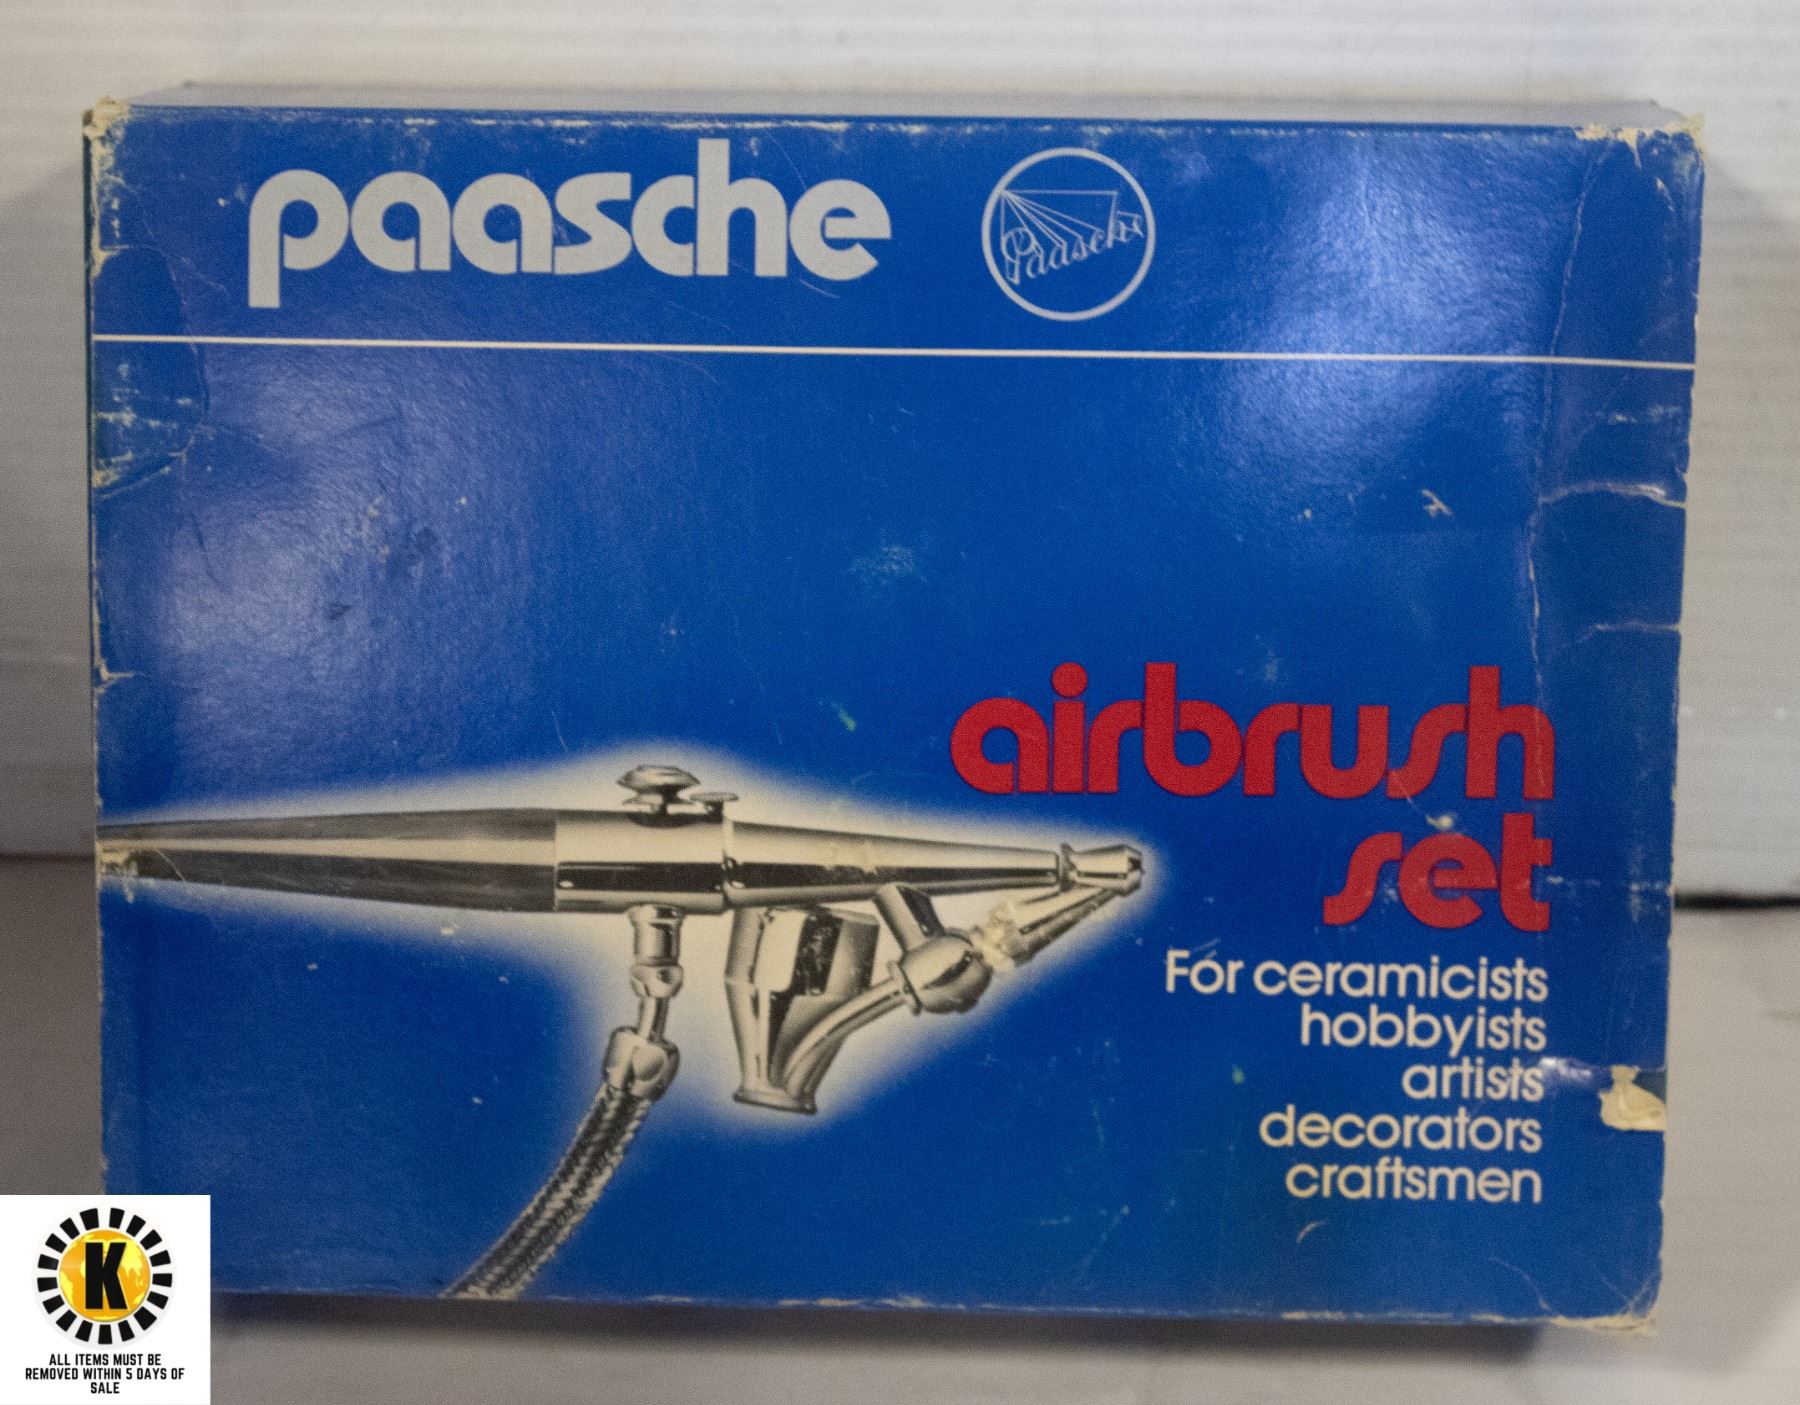 paasche
Paasche
airbrush
set
For ceramicists
hobbyists
artists
decorators
craftsmen
K
ALL ITEMS MUST BE
REMOVED WITHIN 5 DAYS OF
SALE